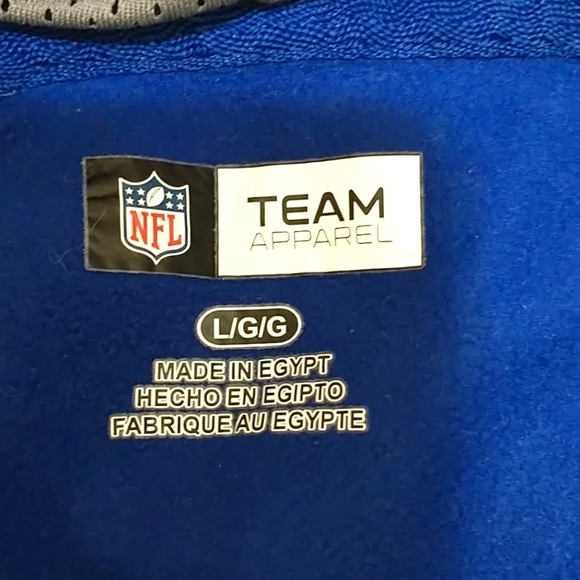 NFL
TEAM
APPAREL
L/G/G
MADE IN EGYPT
HECHO EN EGIPTO
FABRIQUE AU EGYPTE